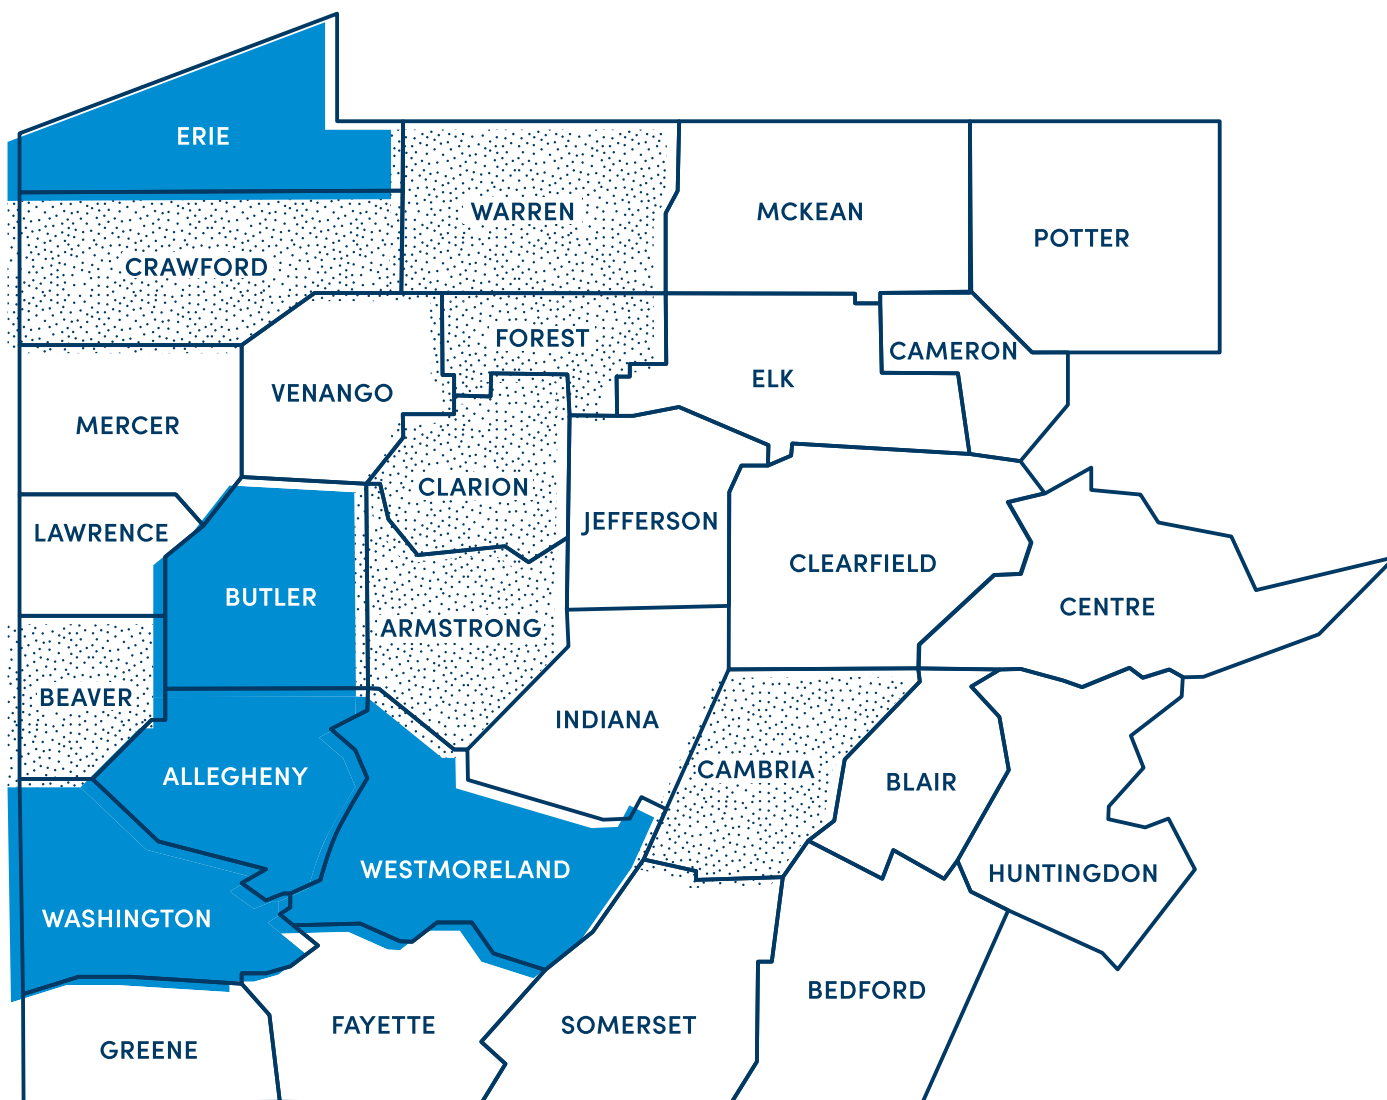 ERIE
WARREN
MCKEAN
POTTER
CRAWFORD
FOREST
CAMERON
ELK
VENANGO
MERCER
CLARION
JEFFERSON
LAWRENCE
CLEARFIELD
BUTLER
CENTRE
ARMSTRONG
BEAVER
INDIANA
CAMBRIA
ALLEGHENY
BLAIR
WESTMORELAND
HUNTINGDON
WASHINGTON
BEDFORD
FAYETTE
SOMERSET
GREENE